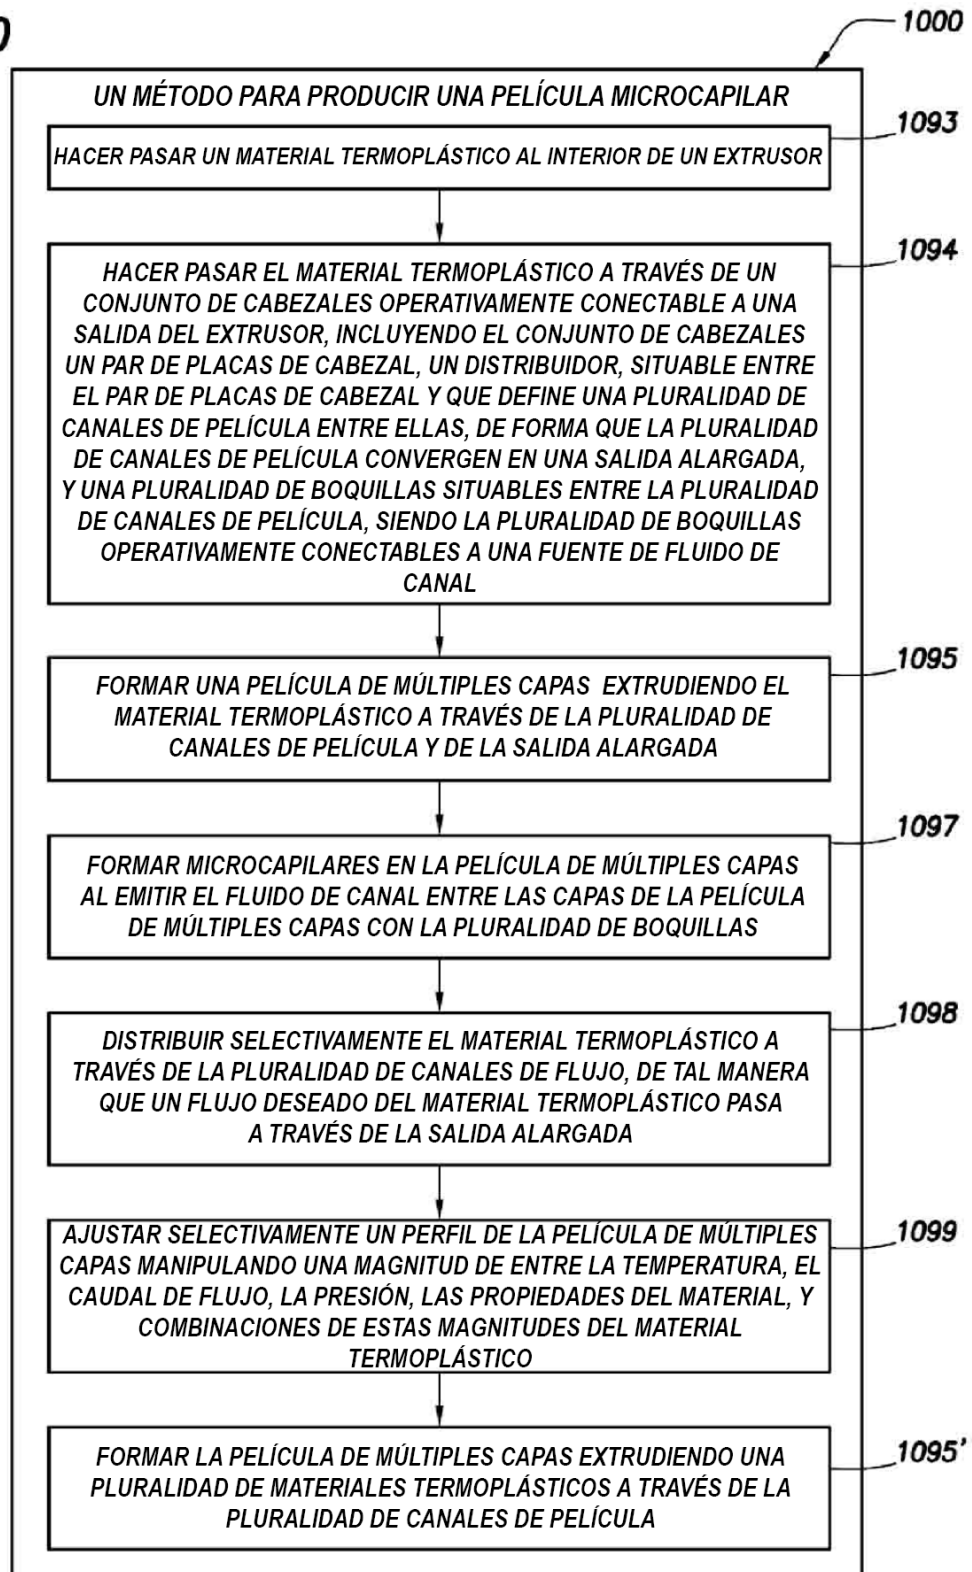 1000
UN MÉTODO PARA PRODUCIR UNA PELÍCULA MICROCAPILAR
1093
HACER PASAR UN MATERIAL TERMOPLÁSTICO AL INTERIOR DE UN EXTRUSOR
1094
HACER PASAR EL MATERIAL TERMOPLÁSTICO A TRAVÉS DE UN
CONJUNTO DE CABEZALES OPERATIVAMENTE CONECTABLE A UNA
SALIDA DEL EXTRUSOR, INCLUYENDO EL CONJUNTO DE CABEZALES
UN PAR DE PLACAS DE CABEZAL, UN DISTRIBUIDOR, SITUABLE ENTRE
EL PAR DE PLACAS DE CABEZAL Y QUE DEFINE UNA PLURALIDAD DE
CANALES DE PELÍCULA ENTRE ELLAS, DE FORMA QUE LA PLURALIDAD
DE CANALES DE PELÍCULA CONVERGEN EN UNA SALIDA ALARGADA,
Y UNA PLURALIDAD DE BOQUILLAS SITUABLES ENTRE LA PLURALIDAD
DE CANALES DE PELÍCULA, SIENDO LA PLURALIDAD DE BOQUILLAS
OPERATIVAMENTE CONECTABLES A UNA FUENTE DE FLUIDO DE
CANAL
1095
FORMAR UNA PELÍCULA DE MÚLTIPLES CAPAS EXTRUDIENDO EL
MATERIAL TERMOPLÁSTICO A TRAVÉS DE LA PLURALIDAD DE
CANALES DE PELÍCULA Y DE LA SALIDA ALARGADA
1097
FORMAR MICROCAPILARES EN LA PELÍCULA DE MÚLTIPLES CAPAS
AL EMITIR EL FLUIDO DE CANAL ENTRE LAS CAPAS DE LA PELÍCULA
DE MÚLTIPLES CAPAS CON LA PLURALIDAD DE BOQUILLAS
1098
DISTRIBUIR SELECTIVAMENTE EL MATERIAL TERMOPLÁSTICO A
TRAVÉS DE LA PLURALIDAD DE CANALES DE FLUJO, DE TAL MANERA
QUE UN FLUJO DESEADO DEL MATERIAL TERMOPLÁSTICO PASA
A TRAVÉS DE LA SALIDA ALARGADA
1099
AJUSTAR SELECTIVAMENTE UN PERFIL DE LA PELÍCULA DE MÚLTIPLES
CAPAS MANIPULANDO UNA MAGNITUD DE ENTRE LA TEMPERATURA, EL
CAUDAL DE FLUJO, LA PRESIÓN, LAS PROPIEDADES DEL MATERIAL, Y
COMBINACIONES DE ESTAS MAGNITUDES DEL MATERIAL
TERMOPLÁSTICO
1095'
FORMAR LA PELÍCULA DE MÚLTIPLES CAPAS EXTRUDIENDO UNA
PLURALIDAD DE MATERIALES TERMOPLÁSTICOS A TRAVÉS DE LA
PLURALIDAD DE CANALES DE PELÍCULA